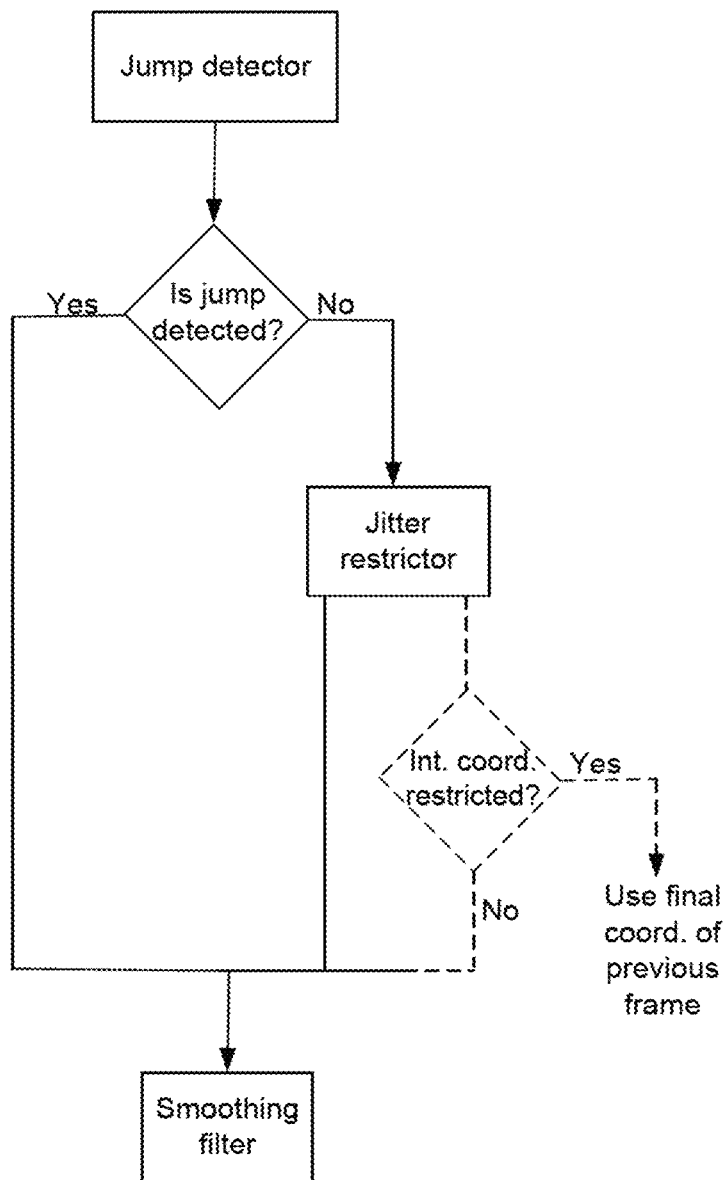 Jump detector
Is jump
detected?
Yes
No
Jitter
restrictor
Int. coord.
restricted?
Yes
No
Use final
coord. of
previous
frame
Smoothing
filter